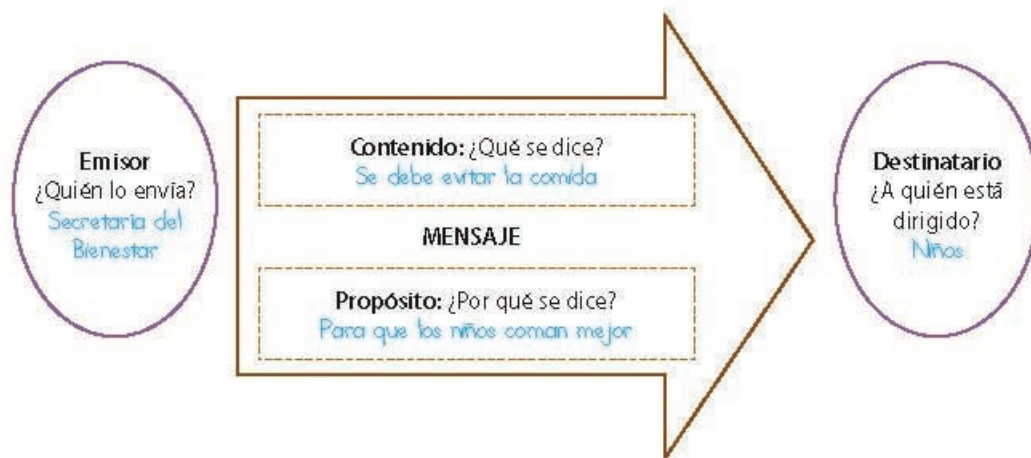 Emisor
¿Quién lo envía?
Secretaría del
Bienestar
Contenido: ¿Qué se dice?
Se debe evitar la comida
MENSAJE
Propósito: ¿Por qué se dice?
Para que los niños coman mejor
Destinatario
¿A quién está
dirigido?
Niños